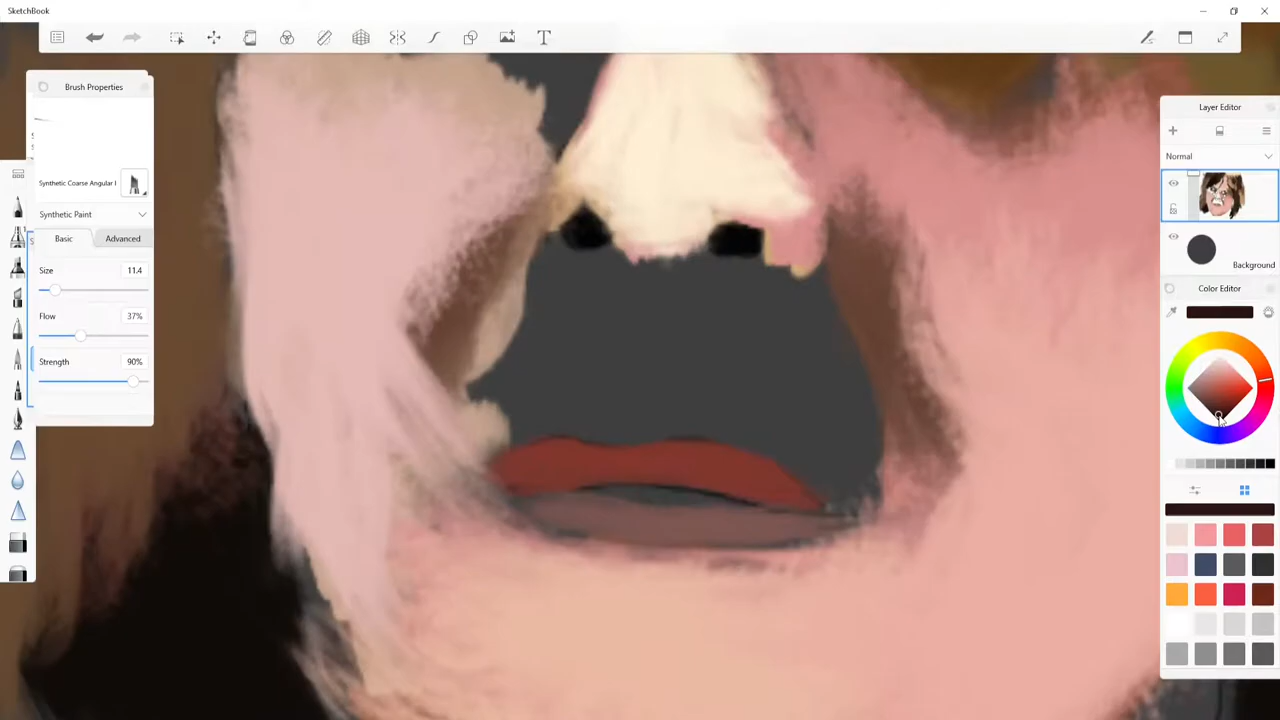 SketchBook
Brush Properties
Synthetic Coarse Angular
Synthetic Paint
Basic
Advanced
Size
11.4
Flow
37%
Strength
90%
Layer Editor
Normal
Background
Color Editor